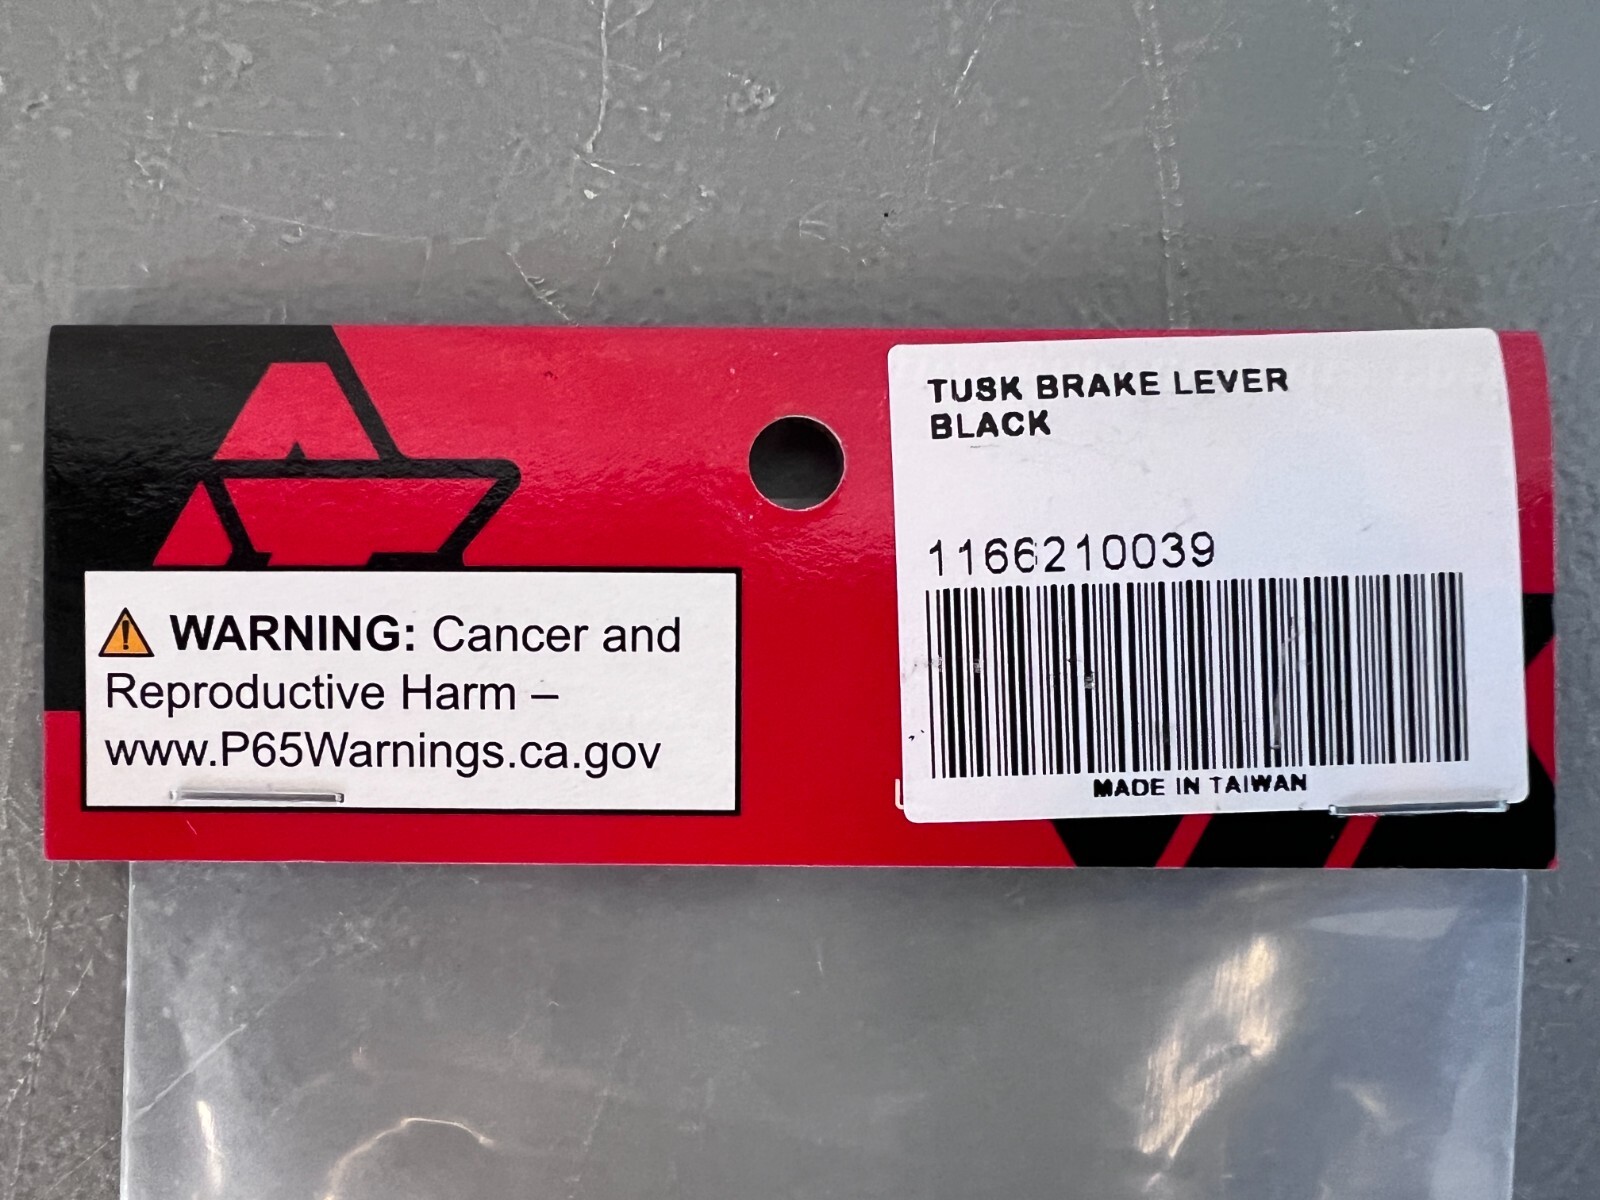 TUSK BRAKE LEVER
BLACK
1166210039
MADE IN TAIWAN
WARNING: Cancer and
Reproductive Harm –
www.P65Warnings.ca.gov